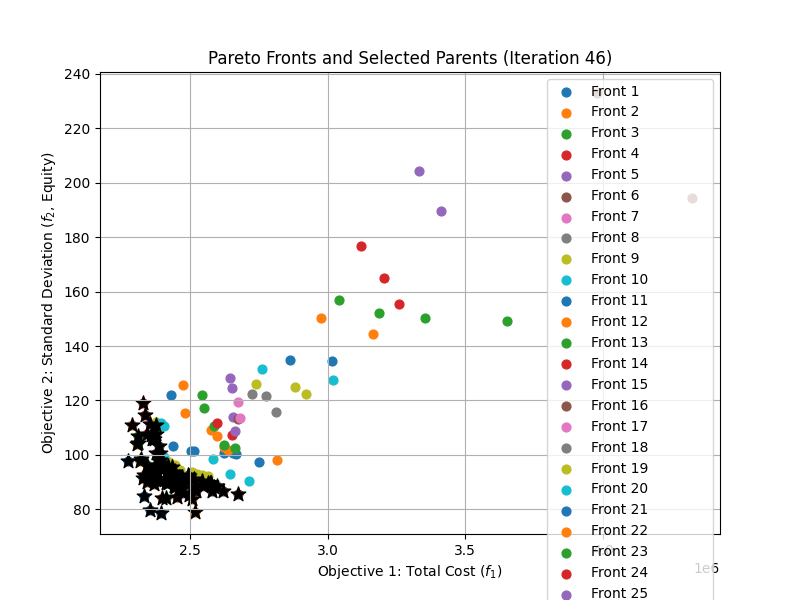 Pareto Fronts and Selected Parents (Iteration 46)
240
220
200
180
160
140
120
100
80
Objective 2: Standard Deviation (f₂, Equity)
2.5
3.0
3.5
4.0
1e6
Objective 1: Total Cost (f₁)
Front 1
Front 2
Front 3
Front 4
Front 5
Front 6
Front 7
Front 8
Front 9
Front 10
Front 11
Front 12
Front 13
Front 14
Front 15
Front 16
Front 17
Front 18
Front 19
Front 20
Front 21
Front 22
Front 23
Front 24
Front 25